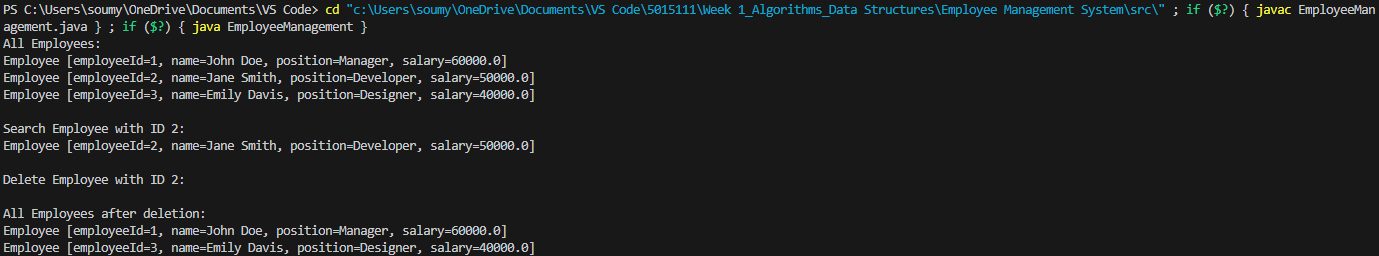 PS C:\Users\soumy\OneDrive\Documents\VS Code> cd "c:\Users\soumy\OneDrive\Documents\VS Code\5015111\Week 1_Algorithms_Data Structures\Employee Management System\src\" ; if ($?) { javac EmployeeMan
agement.java } ; if ($?) { java EmployeeManagement }
All Employees:
Employee [employeeId=1, name=John Doe, position=Manager, salary=60000.0]
Employee [employeeId=2, name=Jane Smith, position=Developer, salary=50000.0]
Employee [employeeId=3, name=Emily Davis, position=Designer, salary=40000.0]

Search Employee with ID 2:
Employee [employeeId=2, name=Jane Smith, position=Developer, salary=50000.0]

Delete Employee with ID 2:

All Employees after deletion:
Employee [employeeId=1, name=John Doe, position=Manager, salary=60000.0]
Employee [employeeId=3, name=Emily Davis, position=Designer, salary=40000.0]